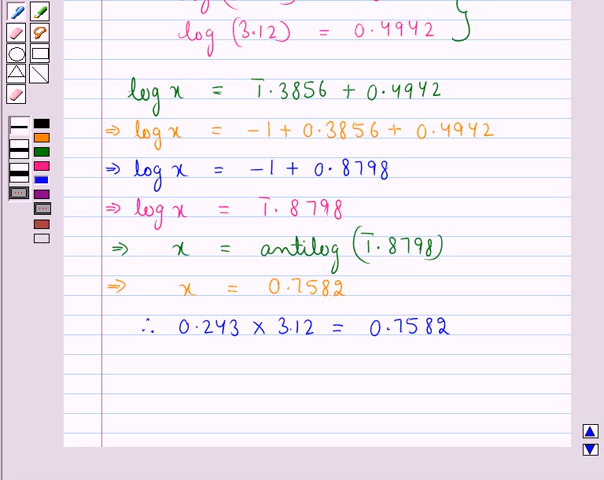 log (3.12) = 0.4942 }
log x = 1̅.3856 + 0.4942
⇒ log x = -1 + 0.3856 + 0.4942
⇒ log x = -1 + 0.8798
⇒ log x = 1̅.8798
⇒ x = antilog (1̅.8798)
⇒ x = 0.7582
∴ 0.243 × 3.12 = 0.7582